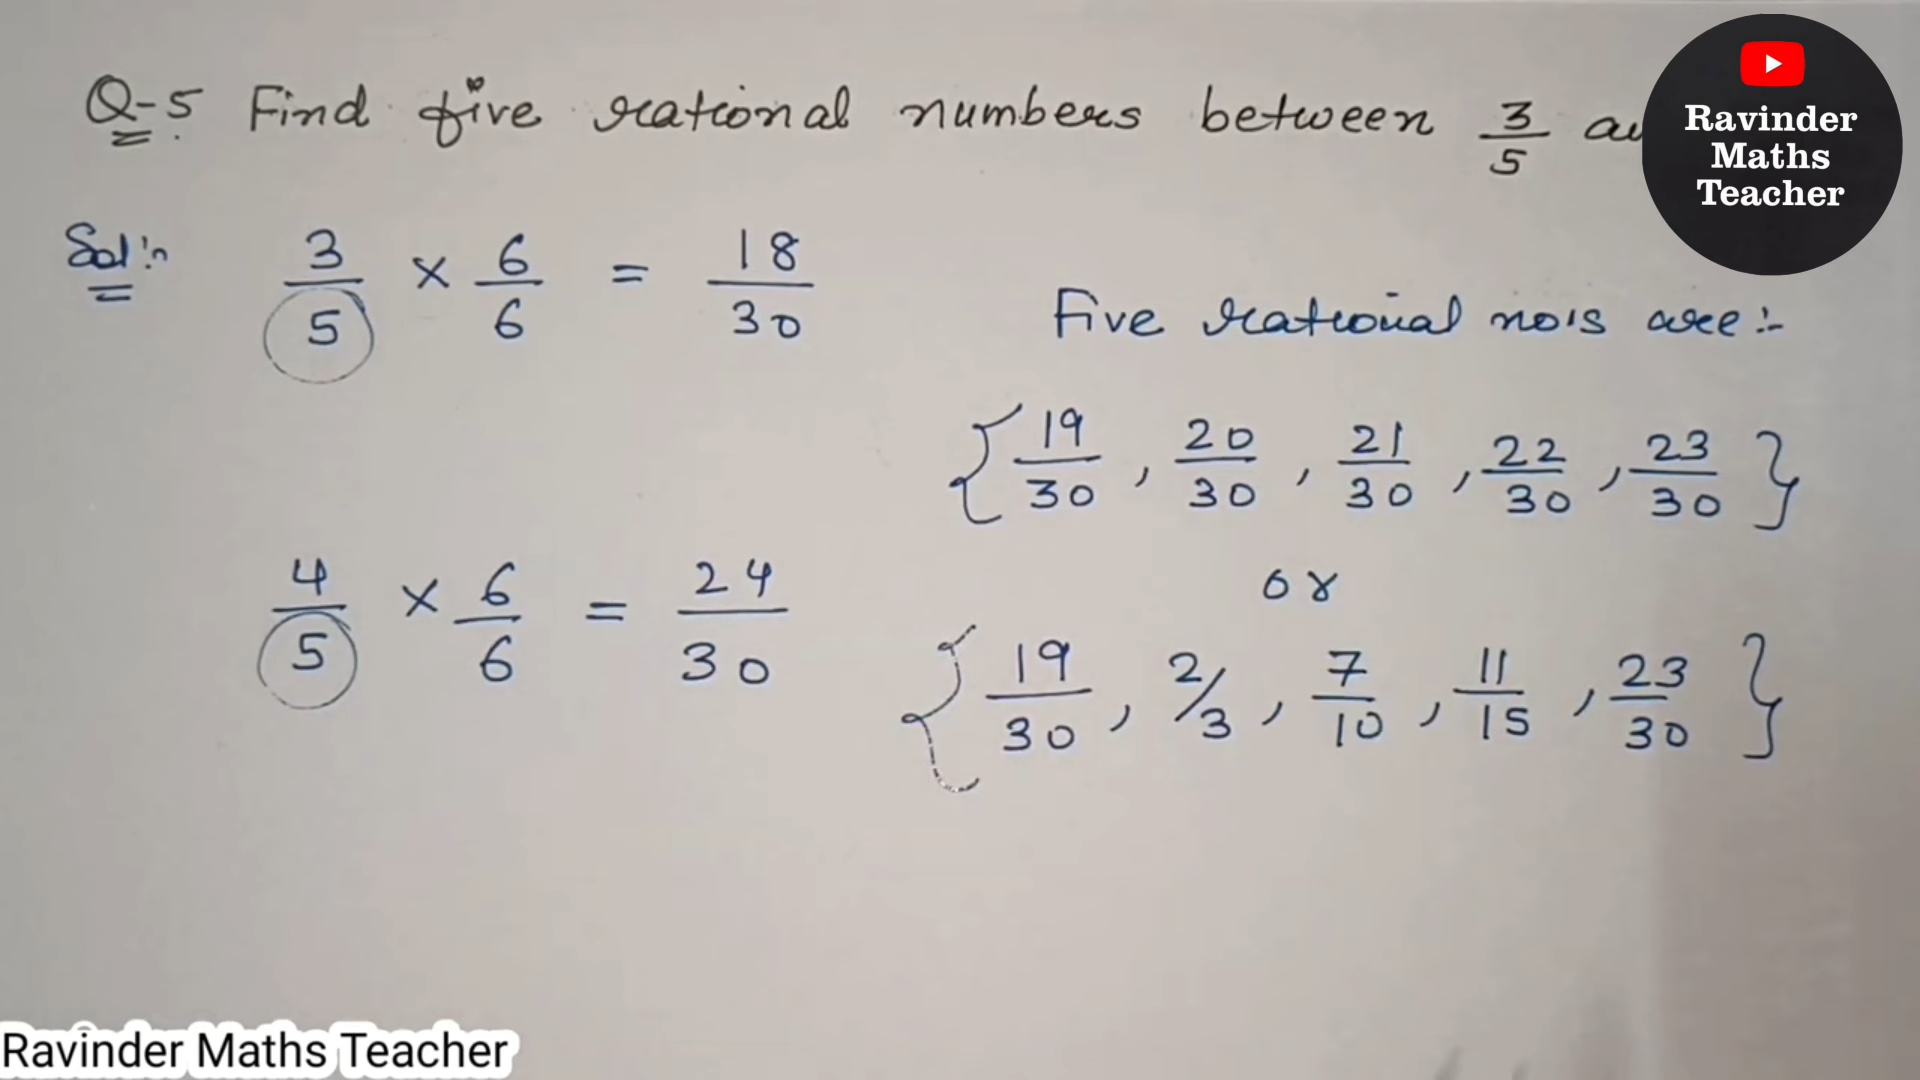 Q-5 Find five rational numbers between 3/5
Solⁿ:
3/5 × 6/6 = 18/30
4/5 × 6/6 = 24/30
Five rational no's are:-
{19/30, 20/30, 21/30, 22/30, 23/30}
or
{19/30, 2/3, 7/10, 11/15, 23/30}
Ravinder
Maths
Teacher
Ravinder Maths Teacher